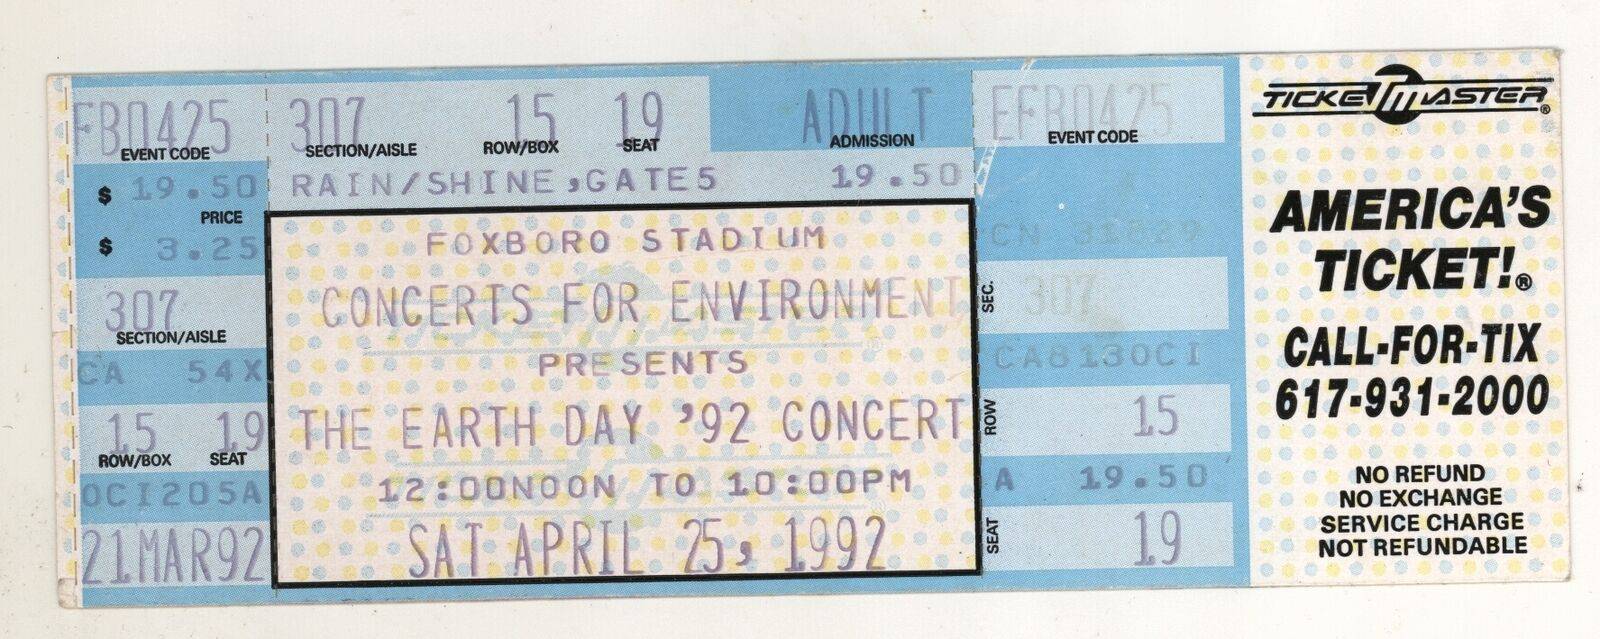 FB0425
EVENT CODE
$ 19.50
PRICE
$ 3.25
307
SECTION/AISLE
CA 54X
15 19
ROW/BOX SEAT
OCI205A
21MAR92
307 15 19 ADULT
SECTION/AISLE ROW/BOX SEAT ADMISSION
RAIN/SHINE,GATE5 19.50
FOXBORO STADIUM
CONCERTS FOR ENVIRONMENT
PRESENTS
THE EARTH DAY '92 CONCERT
12:00NOON TO 10:00PM
SAT APRIL 25, 1992
EFB0425
EVENT CODE
CN 31229
SEC. 307
CA8130CI
ROW 15
A 19.50
SEAT 19
TICKETMASTER®
AMERICA'S
TICKET!®
CALL-FOR-TIX
617-931-2000
NO REFUND
NO EXCHANGE
SERVICE CHARGE
NOT REFUNDABLE